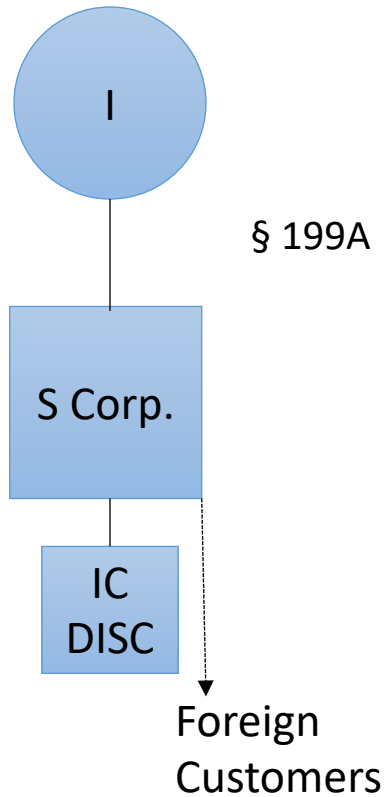 I
§ 199A
S Corp.
IC
DISC
Foreign
Customers